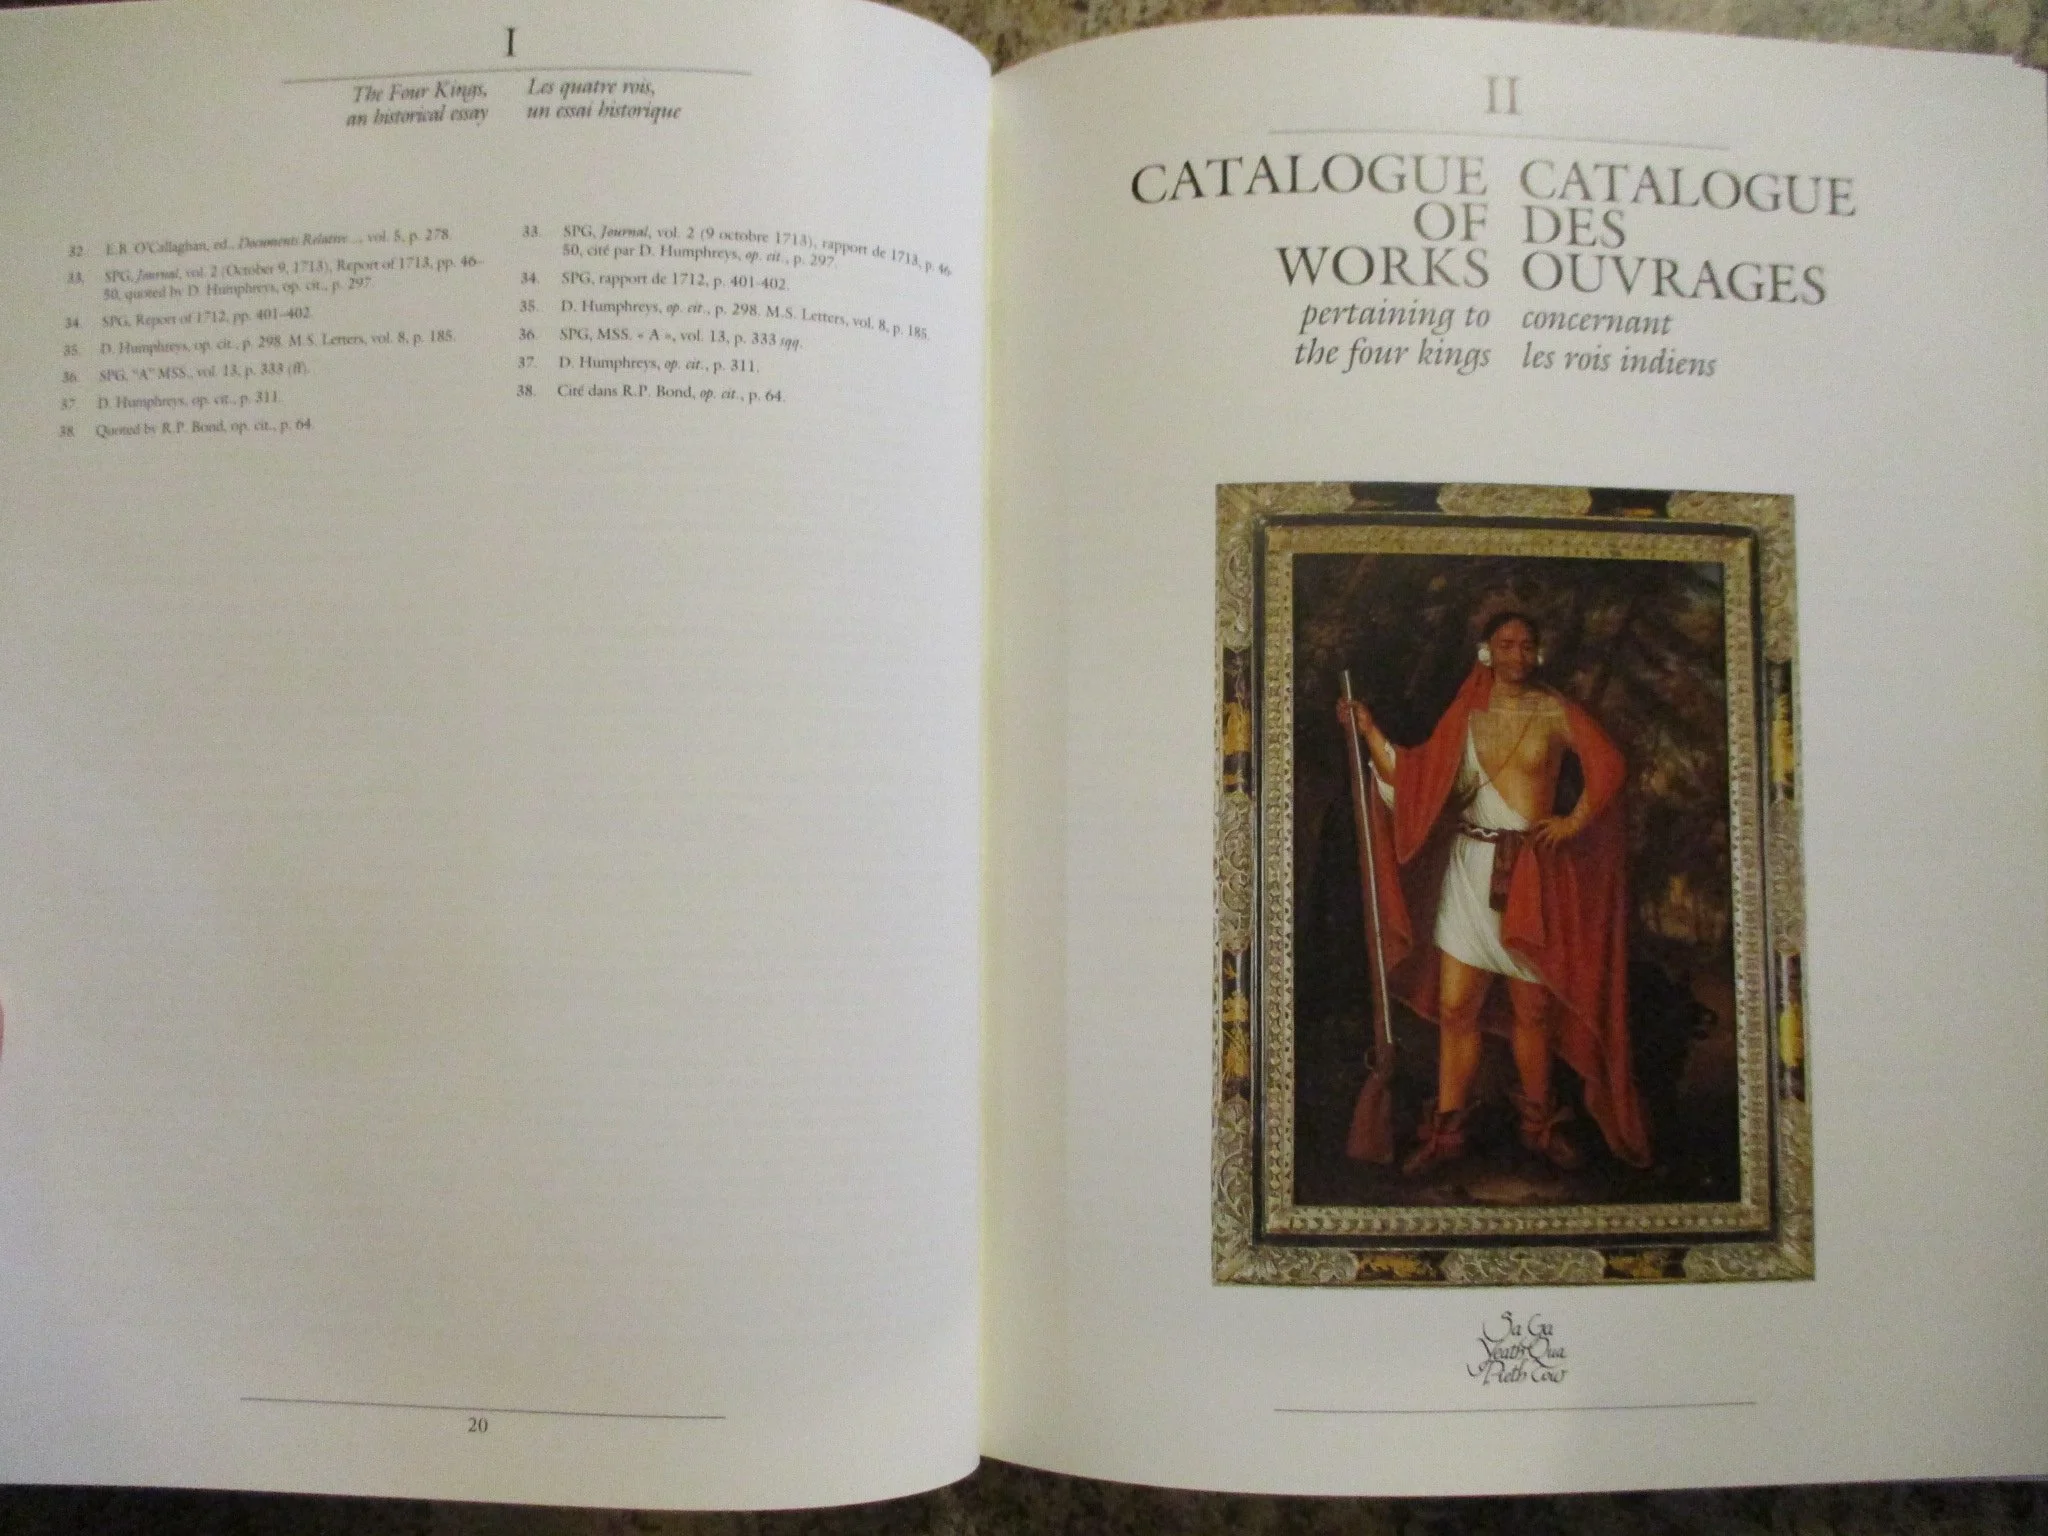 I
The Four Kings,
an historical essay
Les quatre rois,
un essai historique
32. E.B. O'Callaghan, ed., Documents Relative..., vol. 5, p. 278.
33. SPG, Journal, vol. 2 (October 9, 1713), Report of 1713, pp. 46–
50, quoted by D. Humphreys, op. cit., p. 297.
34. SPG, Report of 1712, pp. 401–402.
35. D. Humphreys, op. cit., p. 298. M.S. Letters, vol. 8, p. 185.
36. SPG, "A" MSS., vol. 13, p. 333 (ff).
37. D. Humphreys, op. cit., p. 311.
38. Quoted by R.P. Bond, op. cit., p. 64.
33. SPG, Journal, vol. 2 (9 octobre 1713), rapport de 1713, p. 46-
50, cité par D. Humphreys, op. cit., p. 297.
34. SPG, rapport de 1712, p. 401-402.
35. D. Humphreys, op. cit., p. 298. M.S. Letters, vol. 8, p. 185.
36. SPG, MSS. « A », vol. 13, p. 333 sqq.
37. D. Humphreys, op. cit., p. 311.
38. Cité dans R.P. Bond, op. cit., p. 64.
20
II
CATALOGUE
OF
WORKS
pertaining to
the four kings
CATALOGUE
DES
OUVRAGES
concernant
les rois indiens
Sa Ga
Yeath Qua
Pieth Tow